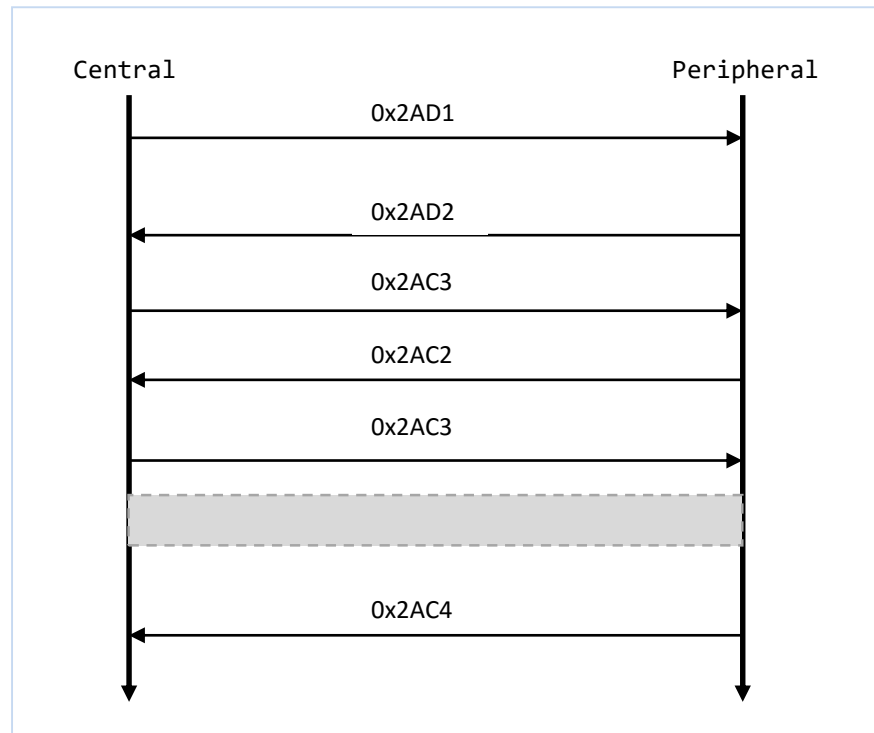 Central Peripheral
0x2AD1
0x2AD2
0x2AC3
0x2AC2
0x2AC3
0x2AC4